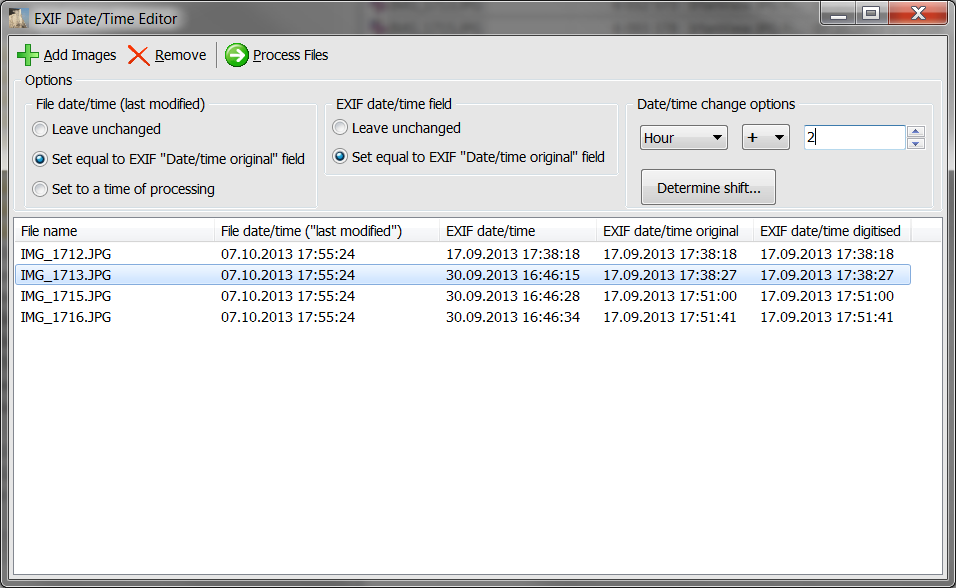 EXIF Date/Time Editor
Add Images Remove Process Files
Options
File date/time (last modified)
Leave unchanged
Set equal to EXIF "Date/time original" field
Set to a time of processing
EXIF date/time field
Leave unchanged
Set equal to EXIF "Date/time original" field
Date/time change options
Hour + 2
Determine shift...
File name File date/time ("last modified") EXIF date/time EXIF date/time original EXIF date/time digitised
IMG_1712.JPG 07.10.2013 17:55:24 17.09.2013 17:38:18 17.09.2013 17:38:18 17.09.2013 17:38:18
IMG_1713.JPG 07.10.2013 17:55:24 30.09.2013 16:46:15 17.09.2013 17:38:27 17.09.2013 17:38:27
IMG_1715.JPG 07.10.2013 17:55:24 30.09.2013 16:46:28 17.09.2013 17:51:00 17.09.2013 17:51:00
IMG_1716.JPG 07.10.2013 17:55:24 30.09.2013 16:46:34 17.09.2013 17:51:41 17.09.2013 17:51:41